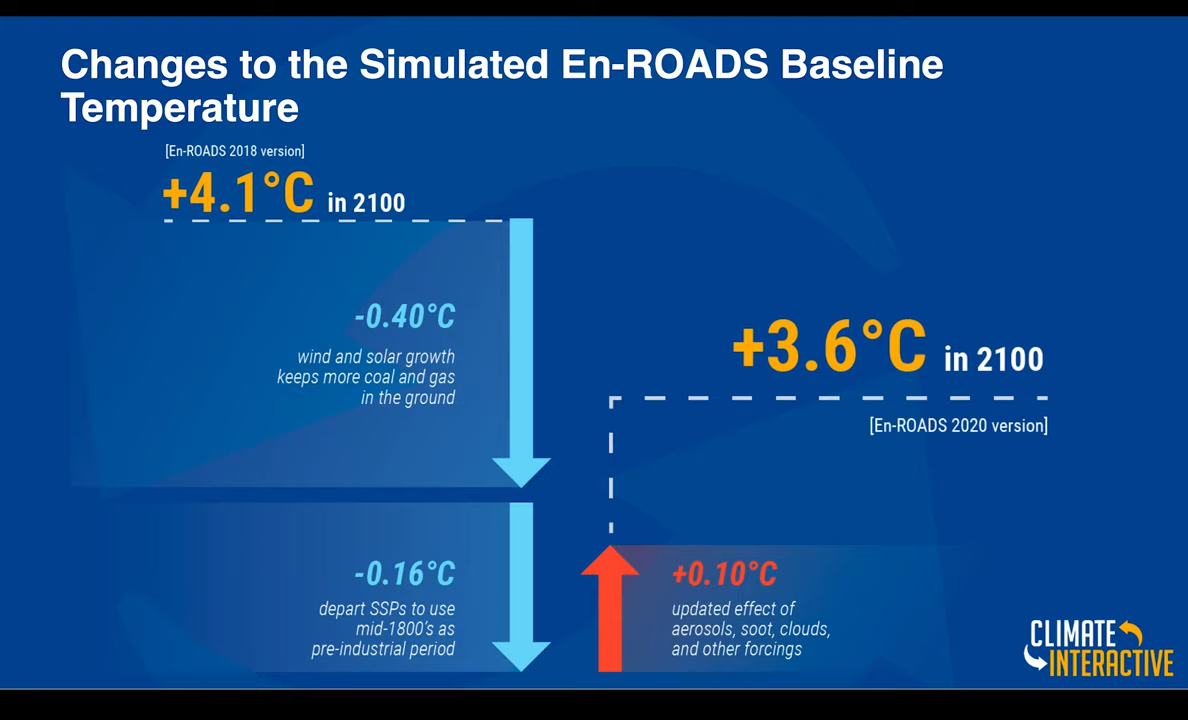 Changes to the Simulated En-ROADS Baseline
Temperature
[En-ROADS 2018 version]
+4.1°C in 2100
-0.40°C
wind and solar growth
keeps more coal and gas
in the ground
+3.6°C in 2100
[En-ROADS 2020 version]
-0.16°C
depart SSPs to use
mid-1800's as
pre-industrial period
+0.10°C
updated effect of
aerosols, soot, clouds,
and other forcings
CLIMATE
INTERACTIVE